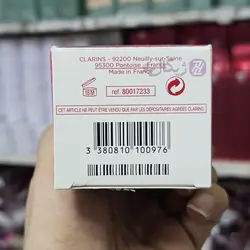 CLARINS - 92200 Neuilly-sur-Seine
95300 Pontoise - France
Made in France
18M
ref. 80017233
CET ARTICLE NE PEUT ÊTRE VENDU QUE PAR LES DÉPOSITAIRES AGRÉÉS CLARINS
3 380810 100976